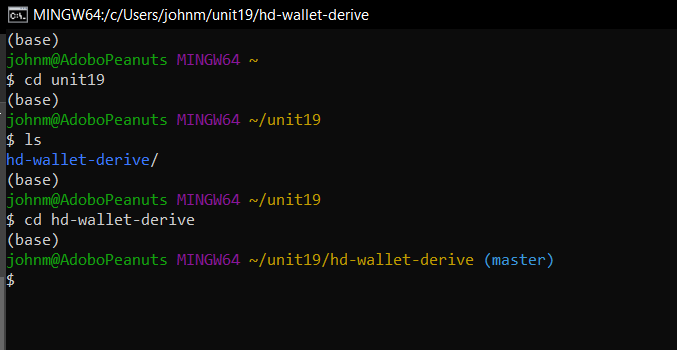 MINGW64:/c/Users/johnm/unit19/hd-wallet-derive
(base)
johnm@AdoboPeanuts MINGW64 ~
$ cd unit19
(base)
johnm@AdoboPeanuts MINGW64 ~/unit19
$ ls
hd-wallet-derive/
(base)
johnm@AdoboPeanuts MINGW64 ~/unit19
$ cd hd-wallet-derive
(base)
johnm@AdoboPeanuts MINGW64 ~/unit19/hd-wallet-derive (master)
$